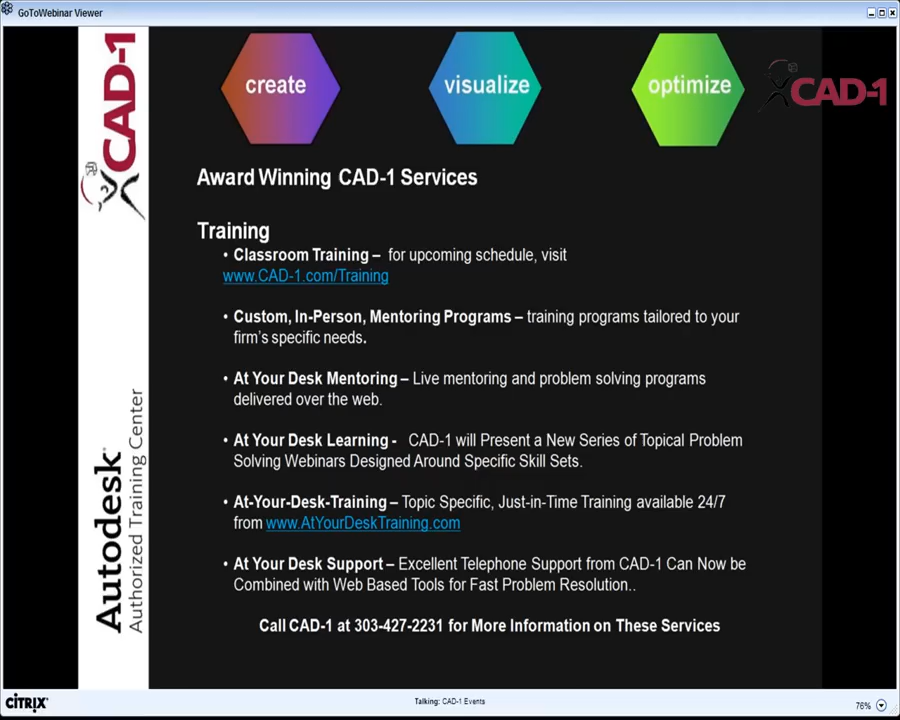 GoToWebinar Viewer
create
visualize
optimize
CAD-1
CAD-1
Award Winning CAD-1 Services
Training
• Classroom Training – for upcoming schedule, visit
www.CAD-1.com/Training
• Custom, In-Person, Mentoring Programs – training programs tailored to your
firm's specific needs.
• At Your Desk Mentoring – Live mentoring and problem solving programs
delivered over the web.
• At Your Desk Learning - CAD-1 will Present a New Series of Topical Problem
Solving Webinars Designed Around Specific Skill Sets.
• At-Your-Desk-Training – Topic Specific, Just-in-Time Training available 24/7
from www.AtYourDeskTraining.com
• At Your Desk Support – Excellent Telephone Support from CAD-1 Can Now be
Combined with Web Based Tools for Fast Problem Resolution..
Call CAD-1 at 303-427-2231 for More Information on These Services
Autodesk
Authorized Training Center
CiTRIX
Talking: CAD-1 Events
76%